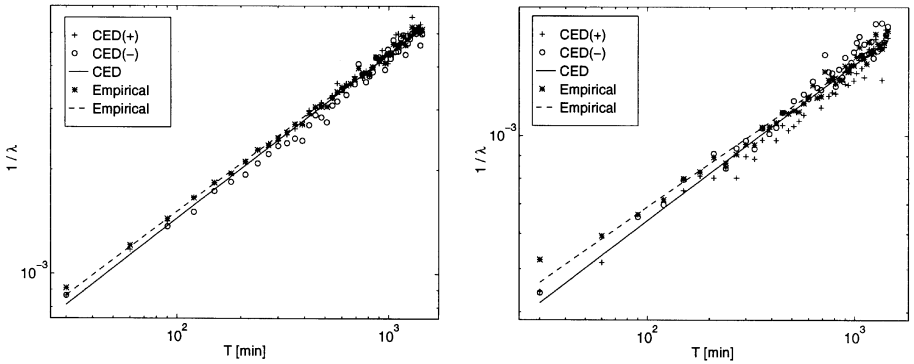 CED(+)
CED(−)
CED
Empirical
Empirical
1 / λ
10⁻³
10² 10³
T [min]
CED(+)
CED(−)
CED
Empirical
Empirical
1 / λ
10⁻³
10² 10³
T [min]